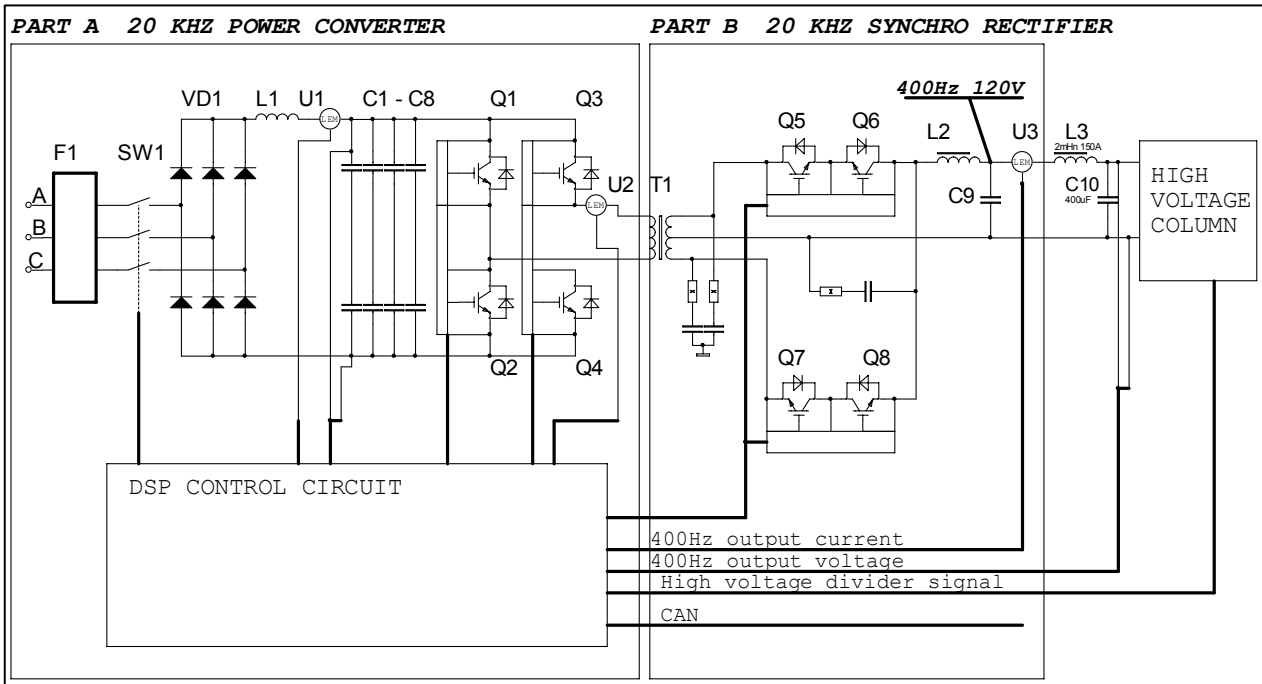 PART A 20 KHZ POWER CONVERTER
PART B 20 KHZ SYNCHRO RECTIFIER
400Hz 120V
VD1 L1 U1 C1 - C8 Q1 Q3
Q5 Q6 L2 U3 L3
2mHn 150A
F1 SW1
LEM
LEM
A
B
C
U2 T1
LEM
C9
C10
400uF
HIGH
VOLTAGE
COLUMN
Q2 Q4
Q7 Q8
DSP CONTROL CIRCUIT
400Hz output current
400Hz output voltage
High voltage divider signal
CAN